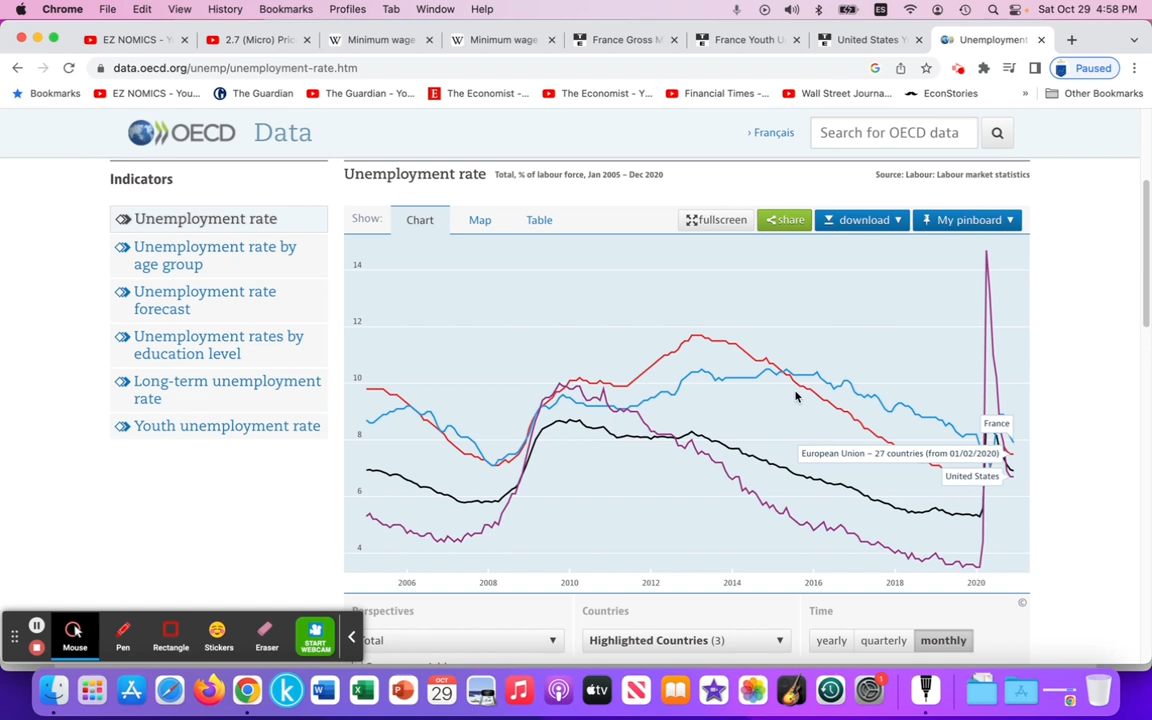 Chrome File Edit View History Bookmarks Profiles Tab Window Help ES Sat Oct 29 4:58 PM
EZ NOMICS - Y 2.7 (Micro) Pric Minimum wage Minimum wage France Gross M France Youth U United States Y Unemployment
data.oecd.org/unemp/unemployment-rate.htm Paused
Bookmarks EZ NOMICS - You... The Guardian The Guardian - Yo... The Economist -... The Economist - Y... Financial Times -... Wall Street Journa... EconStories » Other Bookmarks
OECD Data › Français Search for OECD data
Indicators
Unemployment rate
Unemployment rate by
age group
Unemployment rate
forecast
Unemployment rates by
education level
Long-term unemployment
rate
Youth unemployment rate
Unemployment rate Total, % of labour force, Jan 2005 – Dec 2020 Source: Labour: Labour market statistics
Show: Chart Map Table fullscreen share download My pinboard
14
12
10
8
6
4
France
European Union – 27 countries (from 01/02/2020)
United States
2006 2008 2010 2012 2014 2016 2018 2020
©
Perspectives Countries Time
Total Highlighted Countries (3) yearly quarterly monthly
Mouse Pen Rectangle Stickers Eraser START
WEBCAM
OCT
29
1